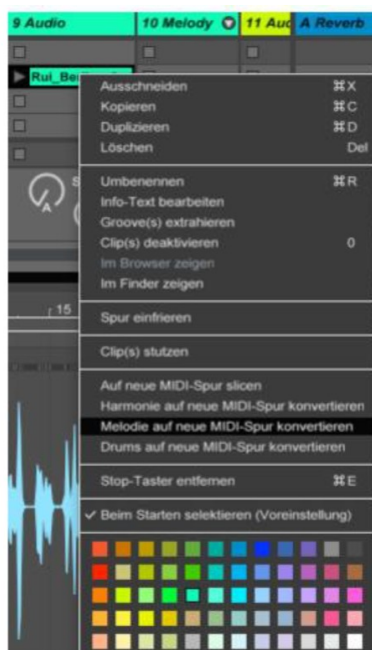 9 Audio 10 Melody 11 Aud A Reverb
Ausschneiden ⌘X
Kopieren ⌘C
Duplizieren ⌘D
Löschen Del
Umbenennen ⌘R
Info-Text bearbeiten
Groove(s) extrahieren
Clip(s) deaktivieren 0
Im Browser zeigen
Im Finder zeigen
15
Spur einfrieren
Clip(s) stutzen
Auf neue MIDI-Spur slicen
Harmonie auf neue MIDI-Spur konvertieren
Melodie auf neue MIDI-Spur konvertieren
Drums auf neue MIDI-Spur konvertieren
Stop-Taster entfernen ⌘E
✓ Beim Starten selektieren (Voreinstellung)
A